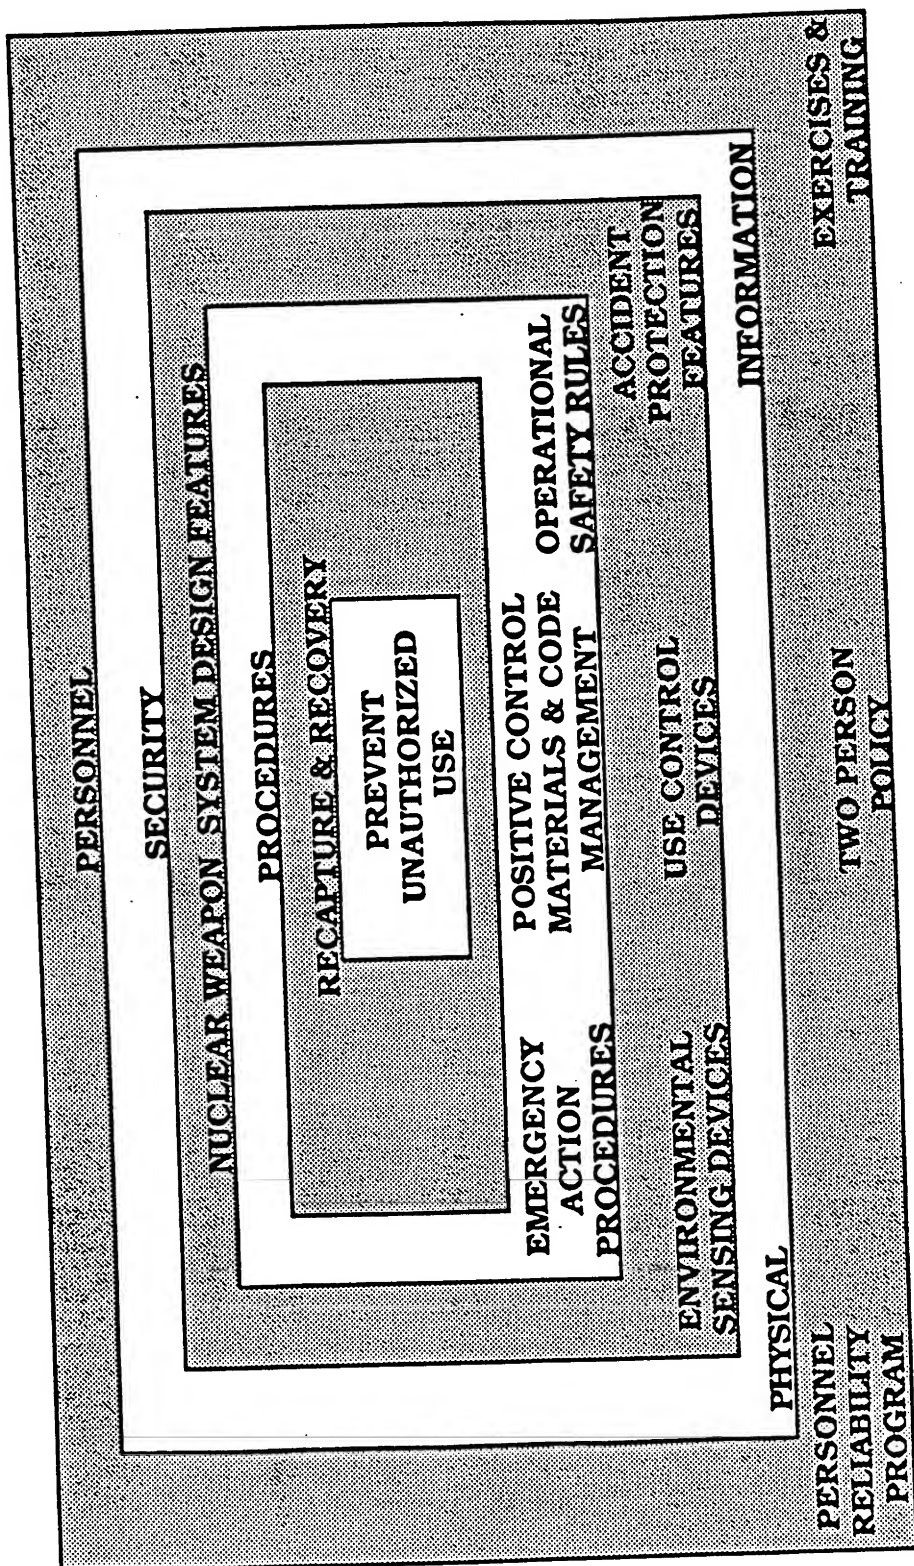 PERSONNEL
SECURITY
NUCLEAR WEAPON SYSTEM DESIGN FEATURES
PROCEDURES
RECAPTURE & RECOVERY
PREVENT
UNAUTHORIZED
USE
EMERGENCY
ACTION
PROCEDURES
POSITIVE CONTROL
MATERIALS & CODE
MANAGEMENT
OPERATIONAL
SAFETY RULES
ENVIRONMENTAL
SENSING DEVICES
USE CONTROL
DEVICES
ACCIDENT
PROTECTION
FEATURES
PHYSICAL
INFORMATION
PERSONNEL
RELIABILITY
PROGRAM
TWO PERSON
POLICY
EXERCISES &
TRAINING